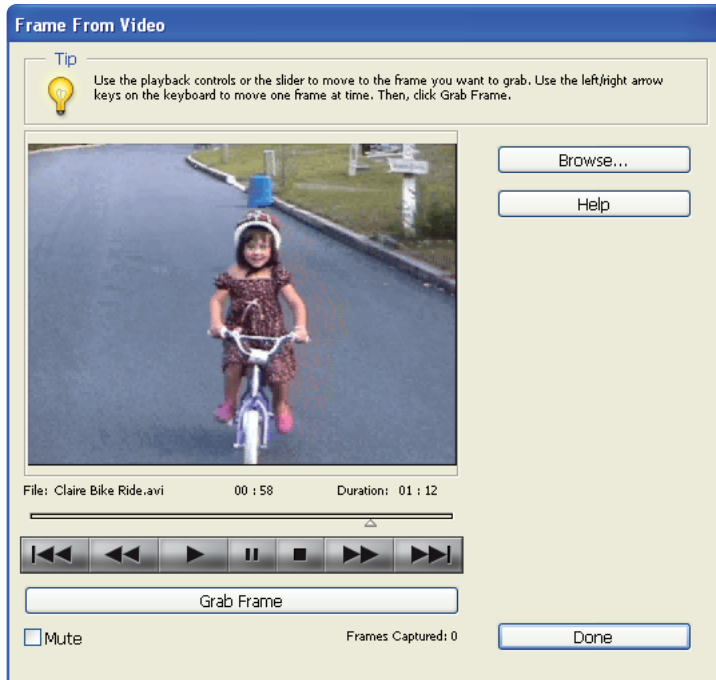 Frame From Video
Tip
Use the playback controls or the slider to move to the frame you want to grab. Use the left/right arrow
keys on the keyboard to move one frame at time. Then, click Grab Frame.
Browse...
Help
File: Claire Bike Ride.avi 00 : 58 Duration: 01 : 12
Grab Frame
Mute Frames Captured: 0 Done